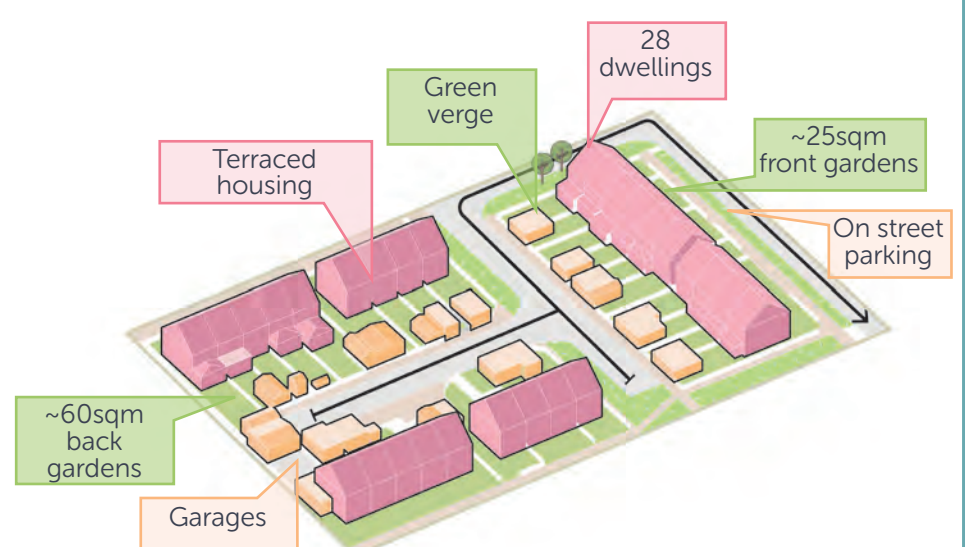 28
dwellings
Green
verge
~25sqm
front gardens
Terraced
housing
On street
parking
~60sqm
back
gardens
Garages